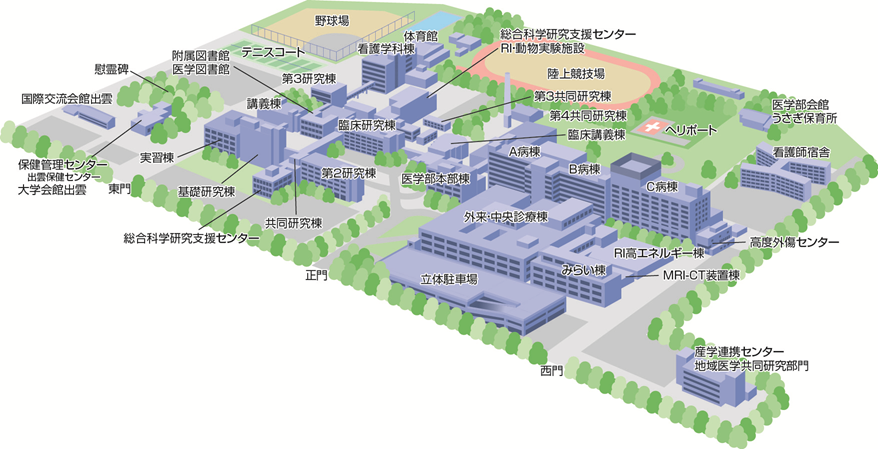 野球場
体育館
総合科学研究支援センター
RI・動物実験施設
附属図書館
医学図書館
テニスコート
看護学科棟
慰霊碑
第3研究棟
陸上競技場
国際交流会館出雲
講義棟
第3共同研究棟
医学部会館
うさぎ保育所
第4共同研究棟
臨床研究棟
ヘリポート
臨床講義棟
実習棟
A病棟
看護師宿舎
保健管理センター
出雲保健センター
大学会館出雲
東門
基礎研究棟
第2研究棟
医学部本部棟
B病棟
C病棟
共同研究棟
総合科学研究支援センター
外来・中央診療棟
高度外傷センター
RI高エネルギー棟
正門
立体駐車場
みらい棟
MRI-CT装置棟
西門
産学連携センター
地域医学共同研究部門